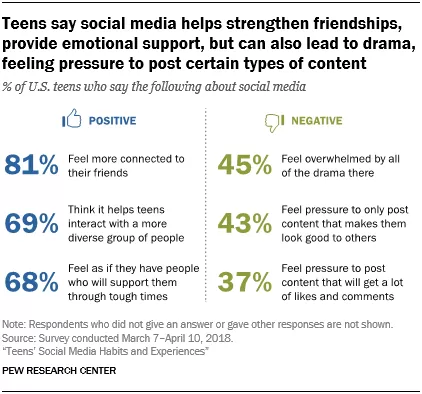 Teens say social media helps strengthen friendships,
provide emotional support, but can also lead to drama,
feeling pressure to post certain types of content
% of U.S. teens who say the following about social media
POSITIVE
81% Feel more connected to
their friends
69% Think it helps teens
interact with a more
diverse group of people
68% Feel as if they have people
who will support them
through tough times
NEGATIVE
45% Feel overwhelmed by all
of the drama there
43% Feel pressure to only post
content that makes them
look good to others
37% Feel pressure to post
content that will get a lot
of likes and comments
Note: Respondents who did not give an answer or gave other responses are not shown.
Source: Survey conducted March 7–April 10, 2018.
“Teens’ Social Media Habits and Experiences”
PEW RESEARCH CENTER